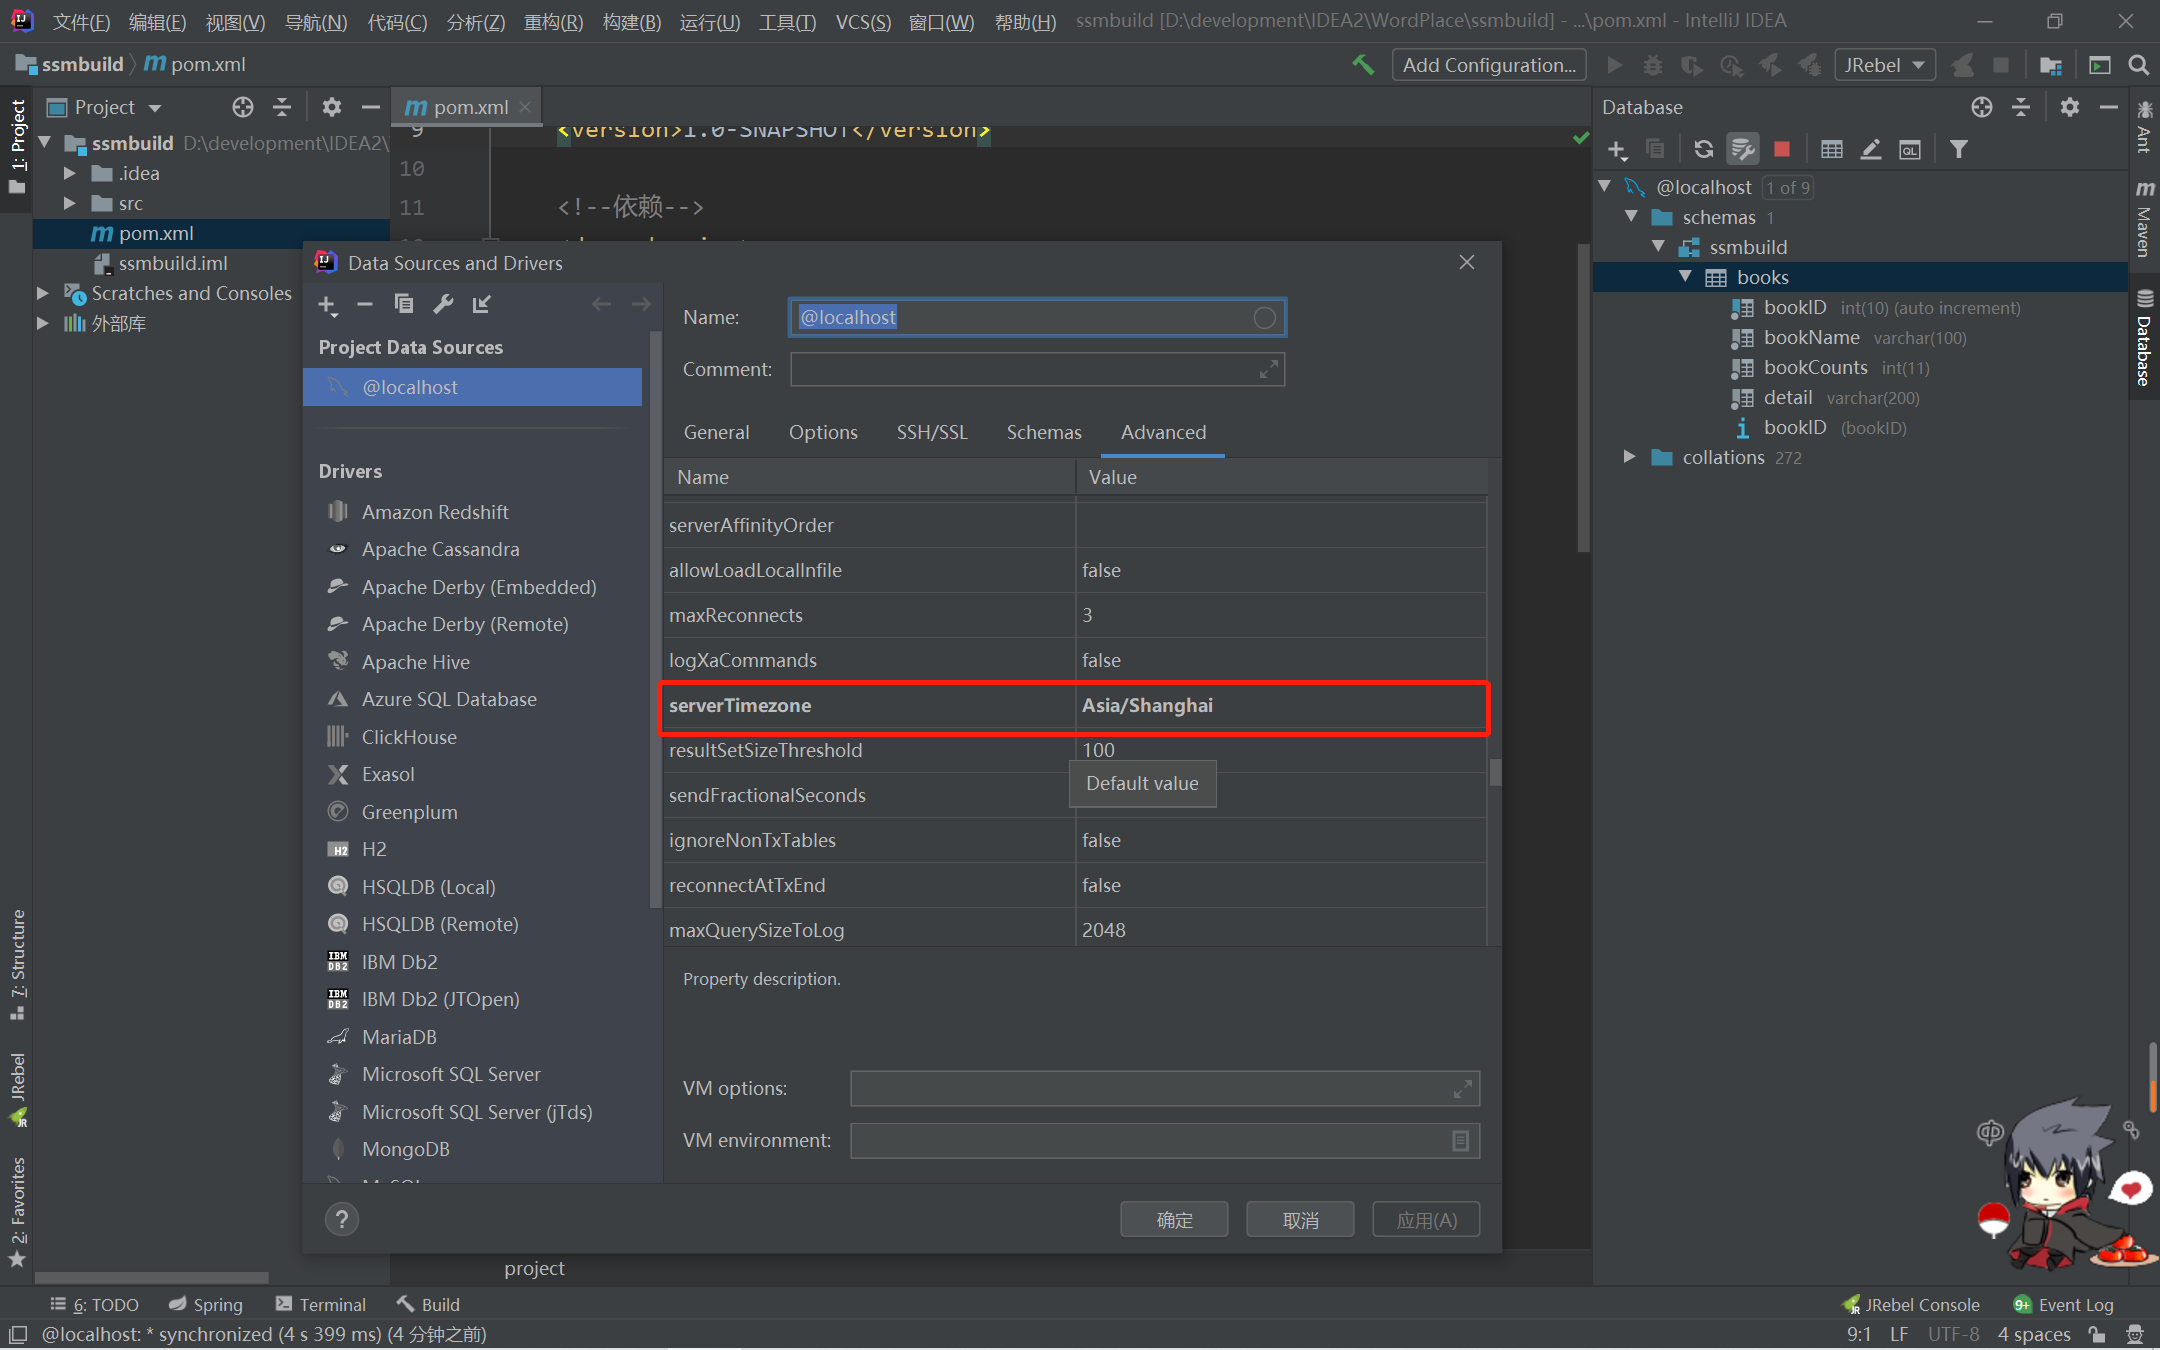 文件(F) 编辑(E) 视图(V) 导航(N) 代码(C) 分析(Z) 重构(R) 构建(B) 运行(U) 工具(T) VCS(S) 窗口(W) 帮助(H) ssmbuild [D:\development\IDEA2\WordPlace\ssmbuild] - ...\pom.xml - IntelliJ IDEA
ssmbuild pom.xml Add Configuration... JRebel
1: Project
Project
ssmbuild D:\development\IDEA2\
.idea
src
pom.xml
ssmbuild.iml
Scratches and Consoles
外部库
7: Structure
JRebel
2: Favorites
pom.xml
9 <version>1.0-SNAPSHOT</version>
10
11 <!--依赖-->
project
Data Sources and Drivers
Project Data Sources
@localhost
Drivers
Amazon Redshift
Apache Cassandra
Apache Derby (Embedded)
Apache Derby (Remote)
Apache Hive
Azure SQL Database
ClickHouse
Exasol
Greenplum
H2
HSQLDB (Local)
HSQLDB (Remote)
IBM Db2
IBM Db2 (JTOpen)
MariaDB
Microsoft SQL Server
Microsoft SQL Server (jTds)
MongoDB
Name: @localhost
Comment:
General Options SSH/SSL Schemas Advanced
Name Value
serverAffinityOrder
allowLoadLocalInfile false
maxReconnects 3
logXaCommands false
serverTimezone Asia/Shanghai
resultSetSizeThreshold 100
Default value
sendFractionalSeconds
ignoreNonTxTables false
reconnectAtTxEnd false
maxQuerySizeToLog 2048
Property description.
VM options:
VM environment:
?
确定 取消 应用(A)
Database
@localhost 1 of 9
schemas 1
ssmbuild
books
bookID int(10) (auto increment)
bookName varchar(100)
bookCounts int(11)
detail varchar(200)
bookID (bookID)
collations 272
Ant
Maven
Database
6: TODO Spring Terminal Build JRebel Console 9+ Event Log
@localhost: * synchronized (4 s 399 ms) (4 分钟之前) 9:1 LF UTF-8 4 spaces